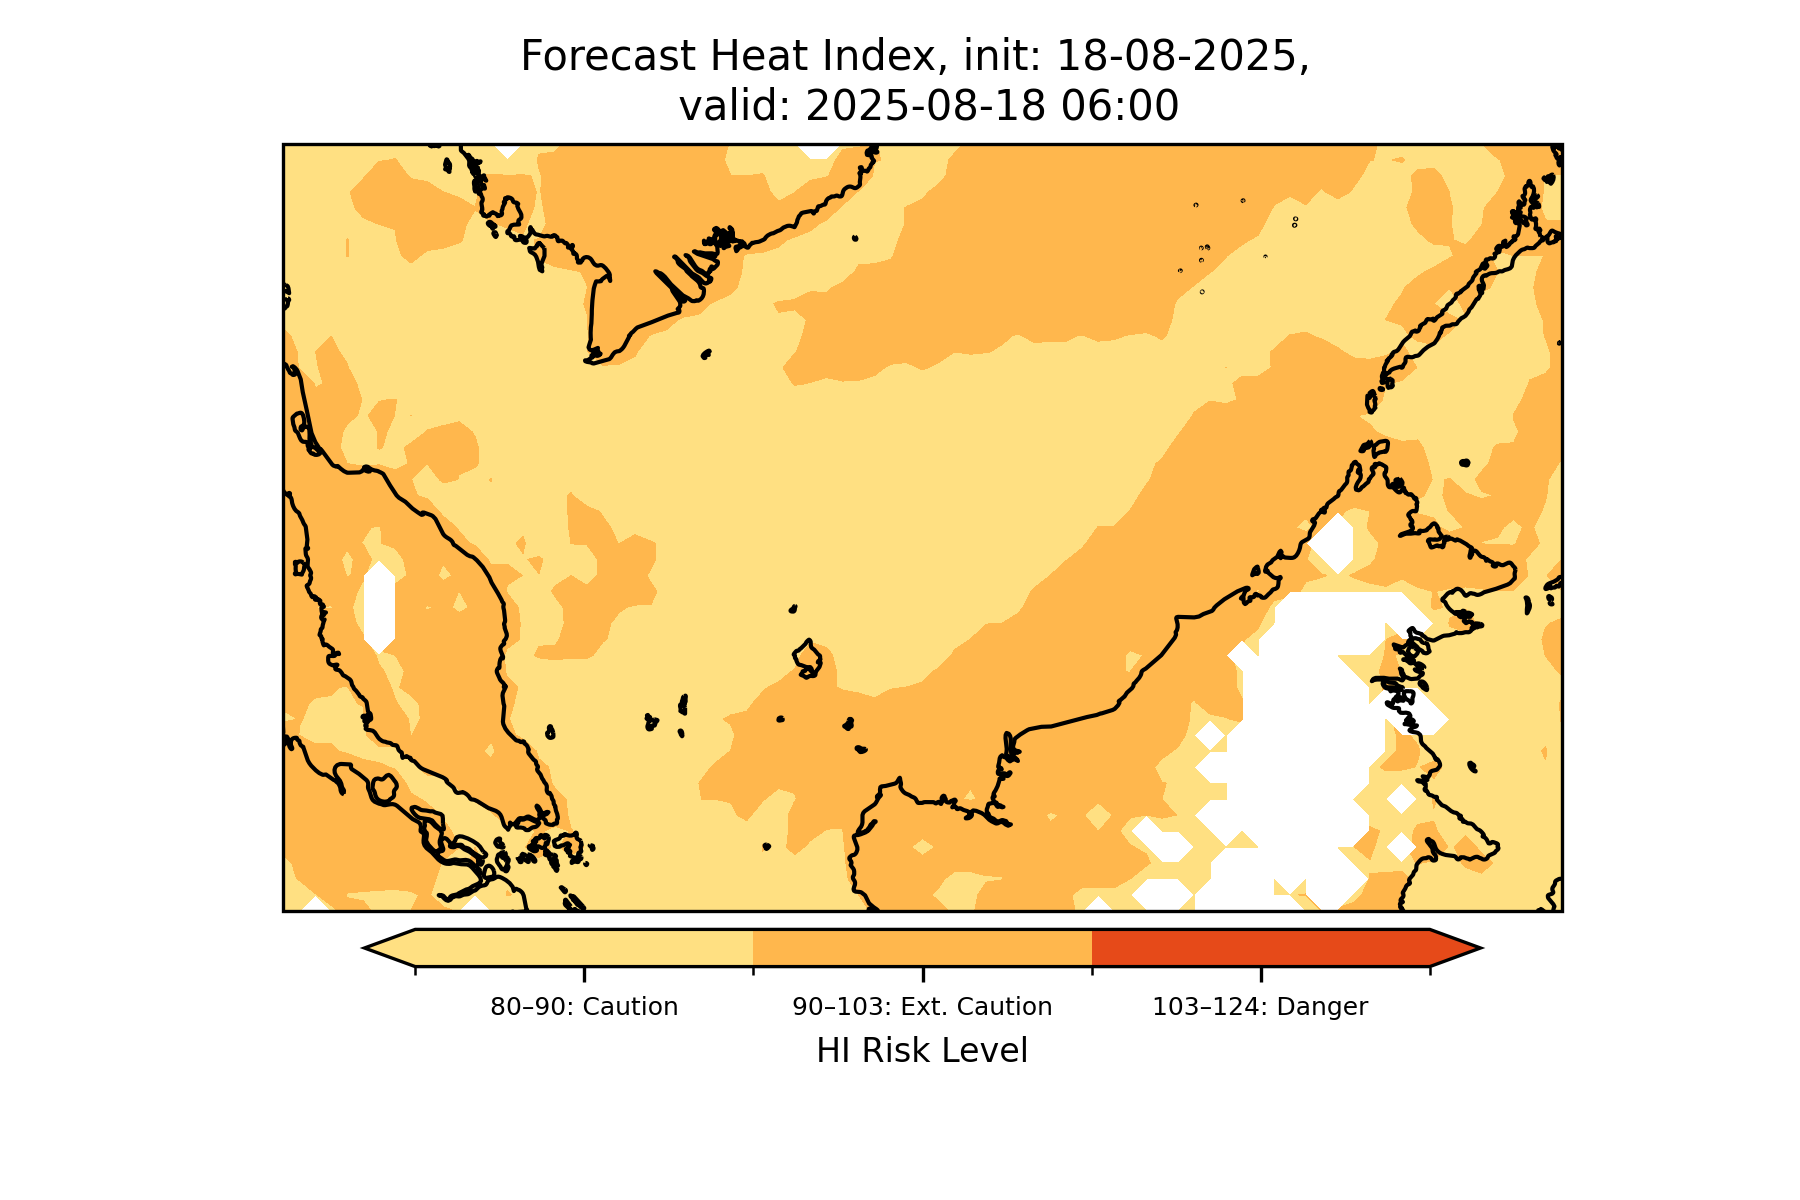 Forecast Heat Index, init: 18-08-2025,
valid: 2025-08-18 06:00
80–90: Caution
90–103: Ext. Caution
103–124: Danger
HI Risk Level